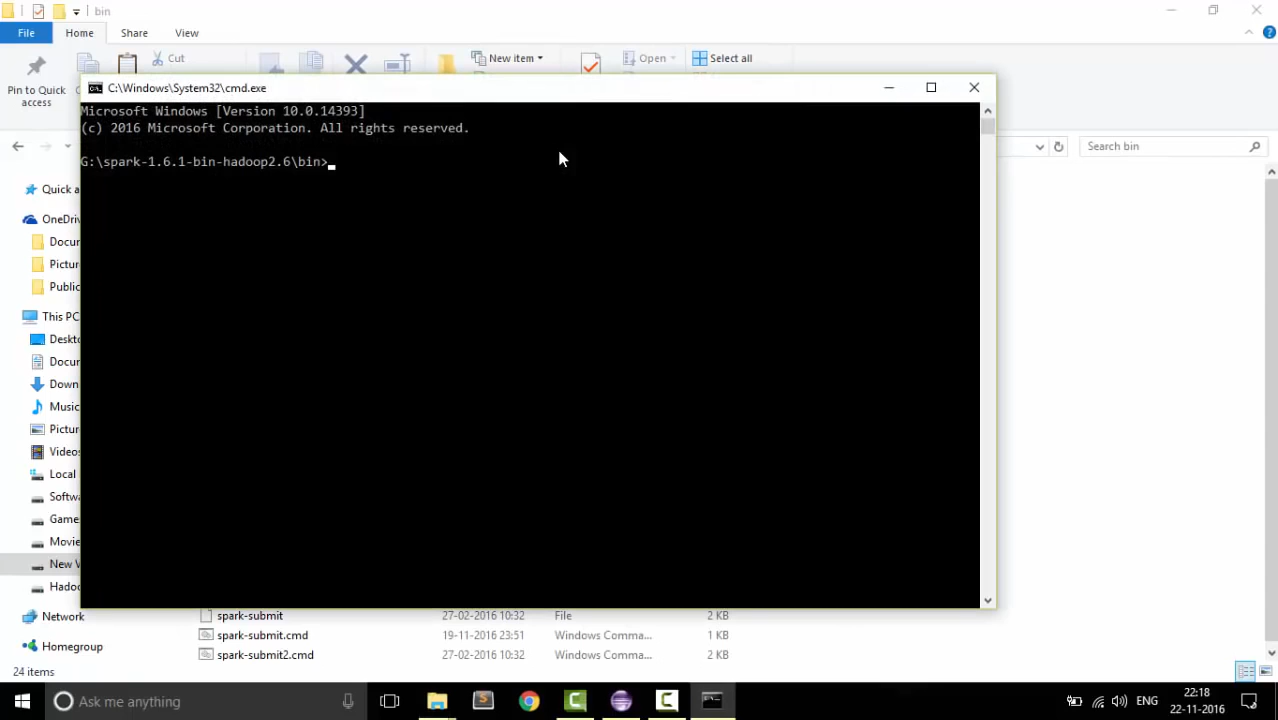 bin
File
Home
Share
View
Pin to Quick
access
Cut
New item
Open
Select all
C:\Windows\System32\cmd.exe
Microsoft Windows [Version 10.0.14393]
(c) 2016 Microsoft Corporation. All rights reserved.
G:\spark-1.6.1-bin-hadoop2.6\bin>
Search bin
Quick a
OneDriv
Docur
Pictur
Public
This PC
Deskto
Docur
Down
Music
Pictur
Videos
Local
Softw
Game
Movie
New V
Hadoo
Network
Homegroup
spark-submit 27-02-2016 10:32 File 2 KB
spark-submit.cmd 19-11-2016 23:51 Windows Comma... 1 KB
spark-submit2.cmd 27-02-2016 10:32 Windows Comma... 2 KB
24 items
Ask me anything
ENG
22:18
22-11-2016